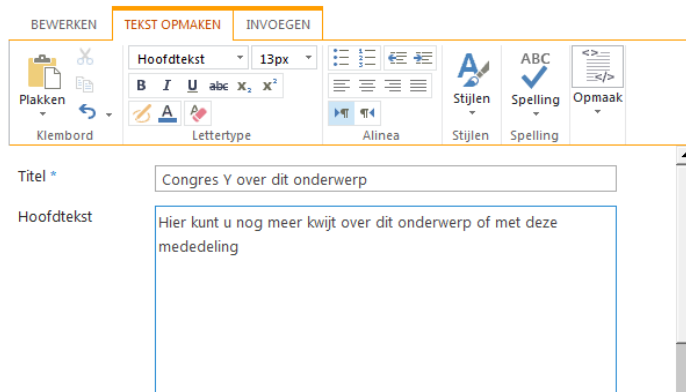 BEWERKEN TEKST OPMAKEN INVOEGEN
Hoofdtekst 13px
B I U abc X₂ X²
A
Plakken
Stijlen
ABC
Spelling
Opmaak
Klembord Lettertype Alinea Stijlen Spelling
Titel * Congres Y over dit onderwerp
Hoofdtekst Hier kunt u nog meer kwijt over dit onderwerp of met deze
mededeling